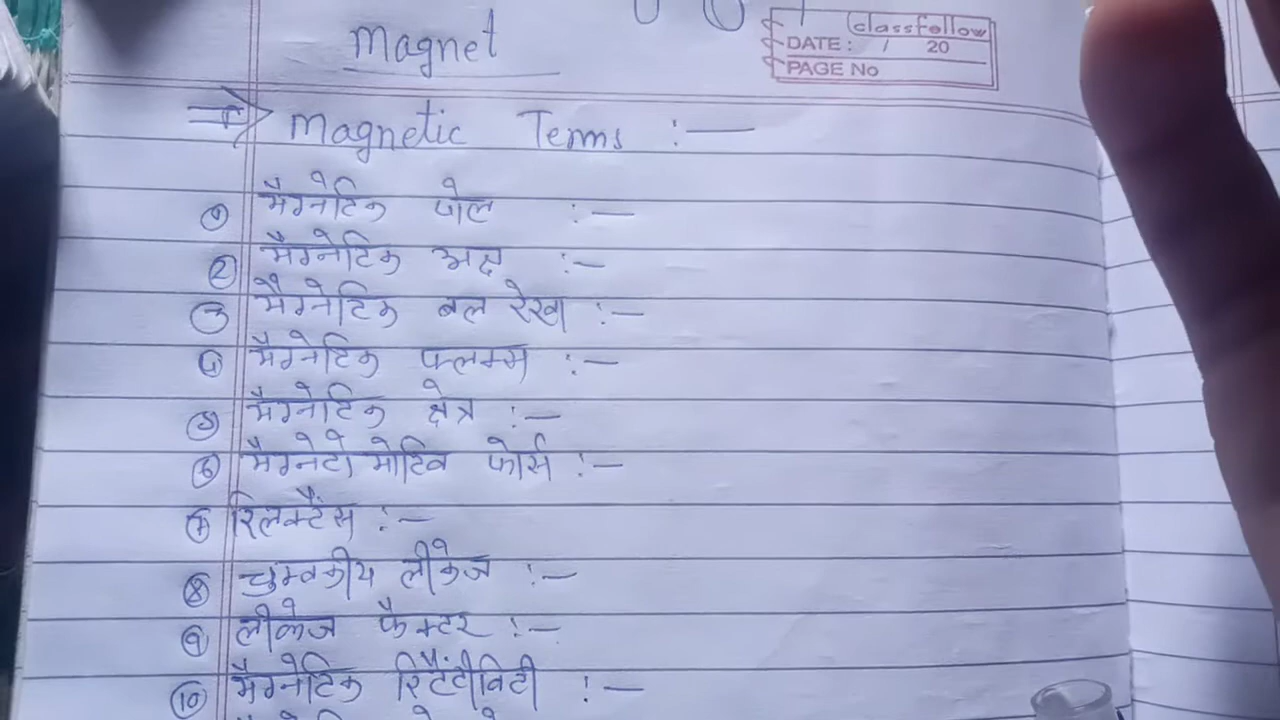 classfollow
DATE : / 20
PAGE No
Magnet
⇒ Magnetic Terms :—
① मैग्नेटिक पोल :—
② मैग्नेटिक अक्ष :—
③ मैग्नेटिक बल रेखा :—
④ मैग्नेटिक फ्लक्स :—
⑤ मैग्नेटिक क्षेत्र :—
⑥ मैग्नेटो मोटिव फोर्स :—
⑦ रिलक्टैंस :—
⑧ चुम्बकीय लीकेज :—
⑨ लीकेज फैक्टर :—
⑩ मैग्नेटिक रिटैंटीविटी :—